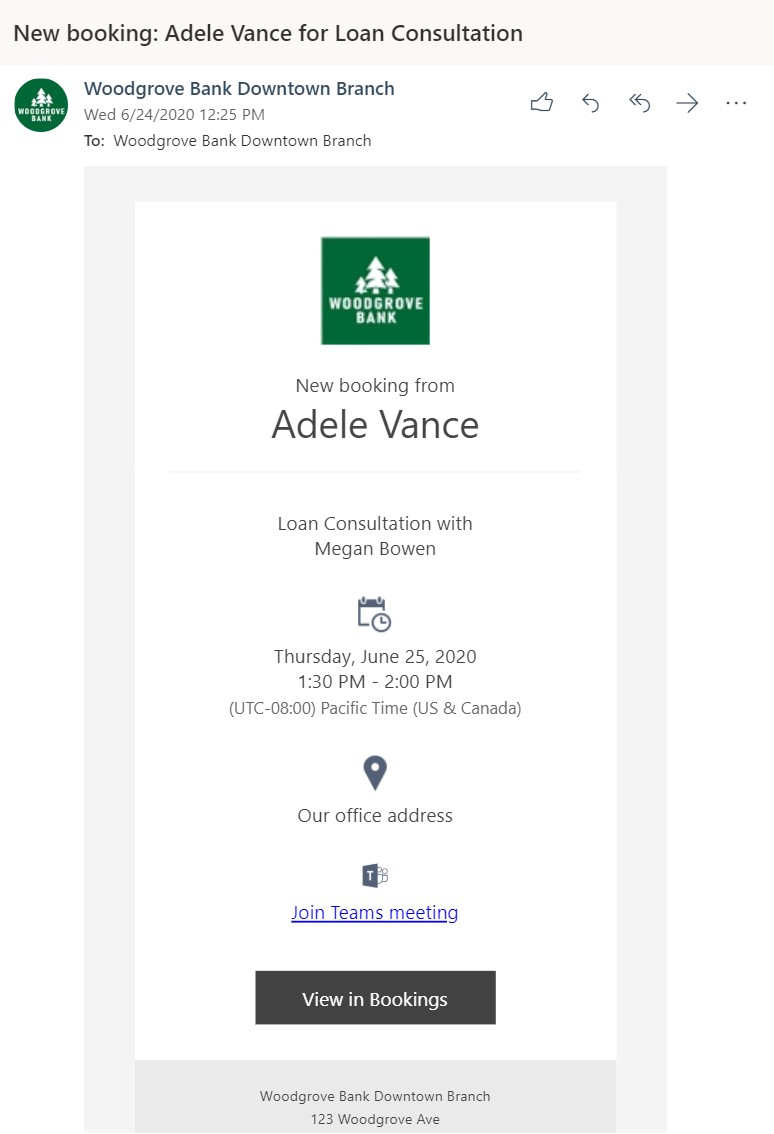 New booking: Adele Vance for Loan Consultation
WOODGROVE
BANK
Woodgrove Bank Downtown Branch
Wed 6/24/2020 12:25 PM
To: Woodgrove Bank Downtown Branch
WOODGROVE
BANK
New booking from
Adele Vance
Loan Consultation with
Megan Bowen
Thursday, June 25, 2020
1:30 PM - 2:00 PM
(UTC-08:00) Pacific Time (US & Canada)
Our office address
T
Join Teams meeting
View in Bookings
Woodgrove Bank Downtown Branch
123 Woodgrove Ave